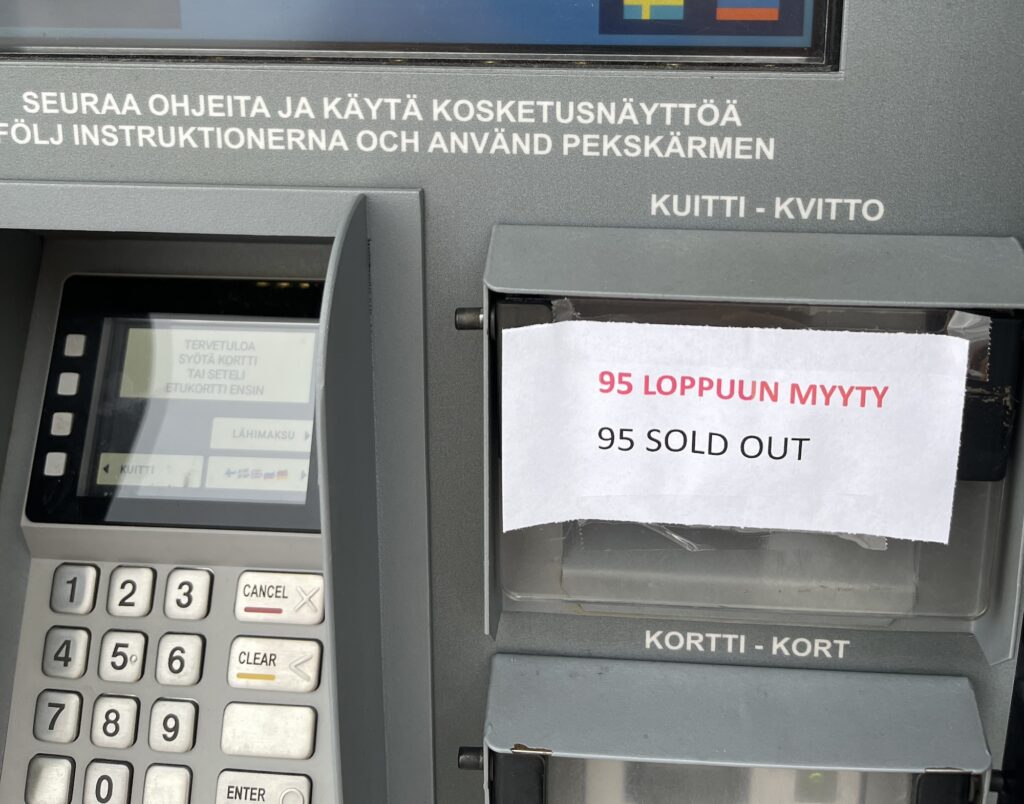 SEURAA OHJEITA JA KÄYTÄ KOSKETUSNÄYTTÖÄ
FÖLJ INSTRUKTIONERNA OCH ANVÄND PEKSKÄRMEN
KUITTI - KVITTO
TERVETULOA
SYÖTÄ KORTTI
TAI SETELI
ETUKORTTI ENSIN
LÄHIMAKSU
KUITTI
95 LOPPUUN MYYTY
95 SOLD OUT
1 2 3 CANCEL
4 5 6 CLEAR
7 8 9
0 ENTER
KORTTI - KORT